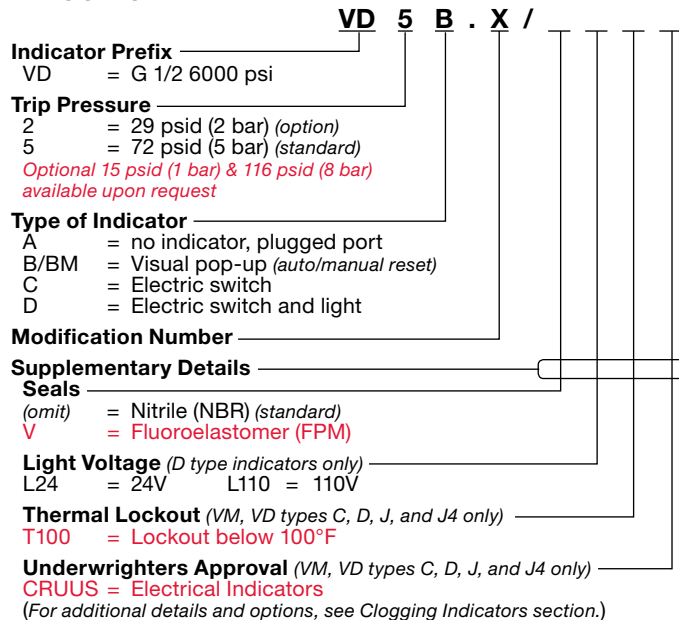 VD 5 B . X /
Indicator Prefix
VD = G 1/2 6000 psi
Trip Pressure
2 = 29 psid (2 bar) (option)
5 = 72 psid (5 bar) (standard)
Optional 15 psid (1 bar) & 116 psid (8 bar)
available upon request
Type of Indicator
A = no indicator, plugged port
B/BM = Visual pop-up (auto/manual reset)
C = Electric switch
D = Electric switch and light
Modification Number
Supplementary Details
Seals
(omit) = Nitrile (NBR) (standard)
V = Fluoroelastomer (FPM)
Light Voltage (D type indicators only)
L24 = 24V L110 = 110V
Thermal Lockout (VM, VD types C, D, J, and J4 only)
T100 = Lockout below 100°F
Underwrighters Approval (VM, VD types C, D, J, and J4 only)
CRUUS = Electrical Indicators
(For additional details and options, see Clogging Indicators section.)